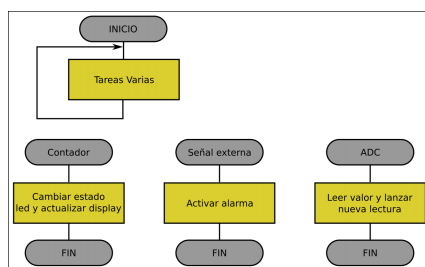 INICIO
Tareas Varias
Contador
Señal externa
ADC
Cambiar estado
led y actualizar display
Activar alarma
Leer valor y lanzar
nueva lectura
FIN
FIN
FIN